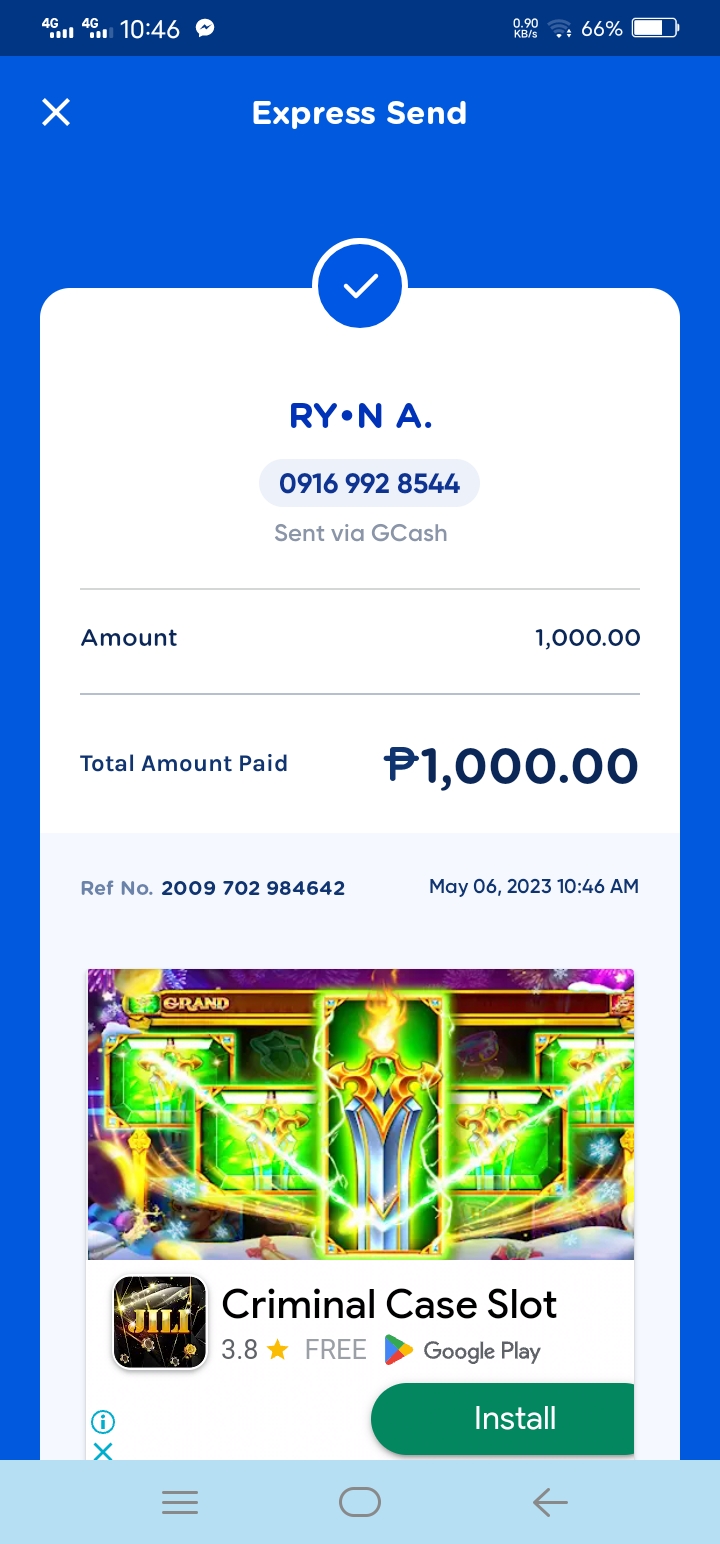 4G 4G 10:46 0.90 KB/s 66%
Express Send
RY•N A.
0916 992 8544
Sent via GCash
Amount 1,000.00
Total Amount Paid ₱1,000.00
Ref No. 2009 702 984642 May 06, 2023 10:46 AM
GRAND
JILI
Criminal Case Slot
3.8 FREE Google Play
Install